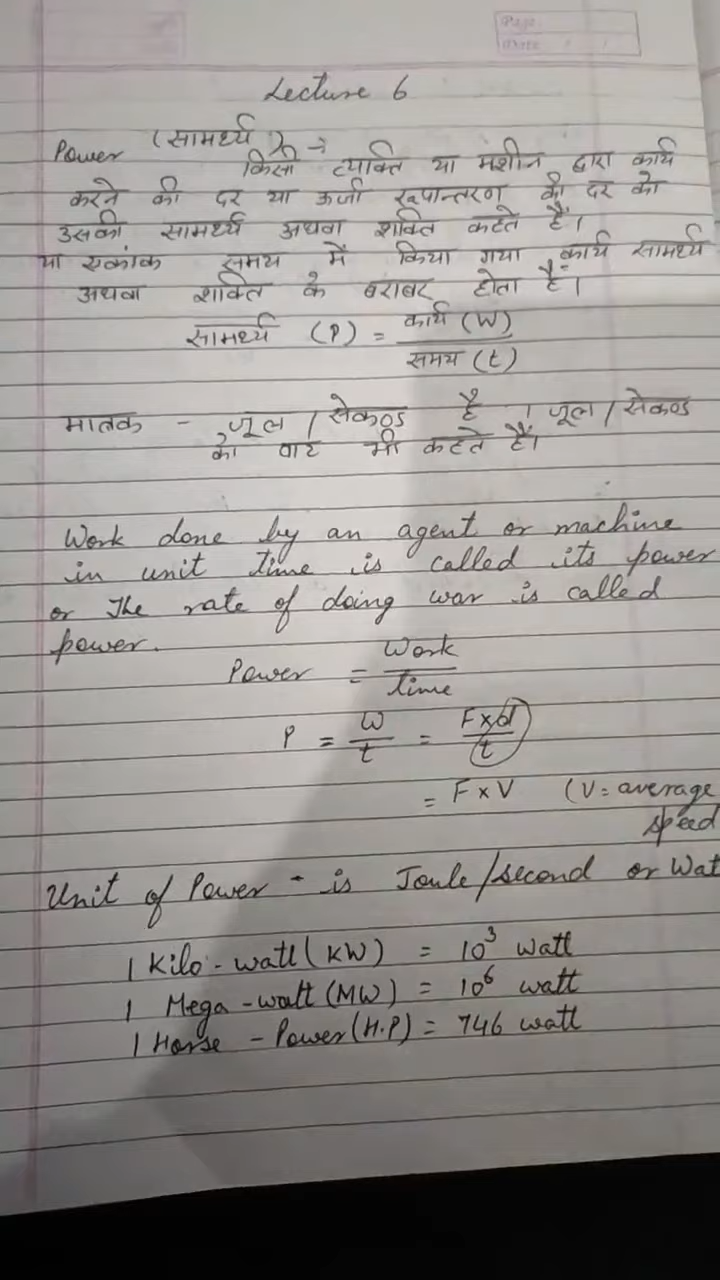 Page
Date / /
Lecture 6
Power (सामर्थ्य) →
किसी व्यक्ति या मशीन द्वारा कार्य
करने की दर या ऊर्जा रूपान्तरण की दर को
उसकी सामर्थ्य अथवा शक्ति कहते हैं।
या एकांक समय में किया गया कार्य सामर्थ्य
अथवा शक्ति के बराबर होता है।
सामर्थ्य (P) = कार्य (W) / समय (t)
मात्रक - जूल / सेकण्ड है । जूल / सेकण्ड
को वाट भी कहते हैं।
Work done by an agent or machine
in unit time is called its power
or The rate of doing war is called
power.
Power = Work / time
P = W / t = F x d / t
= F x V (V = average
speed
Unit of Power - is Joule/second or Wat
1 Kilo-watt (KW) = 10³ watt
1 Mega-watt (MW) = 10⁶ watt
1 Horse - Power (H.P) = 746 watt